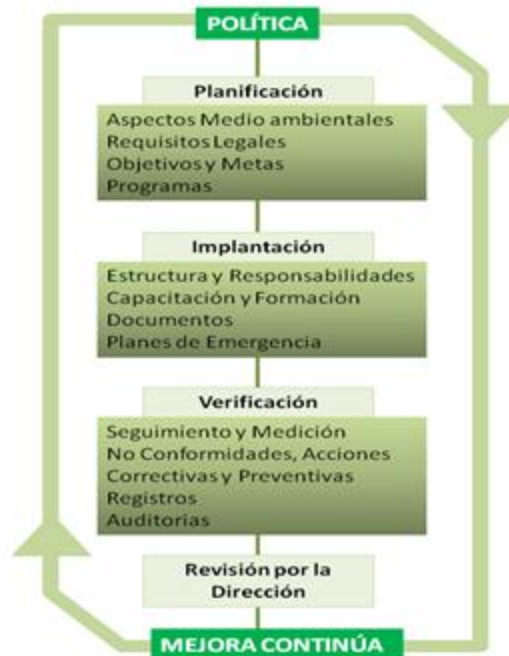 POLÍTICA
Planificación
Aspectos Medio ambientales
Requisitos Legales
Objetivos y Metas
Programas
Implantación
Estructura y Responsabilidades
Capacitación y Formación
Documentos
Planes de Emergencia
Verificación
Seguimiento y Medición
No Conformidades, Acciones
Correctivas y Preventivas
Registros
Auditorias
Revisión por la
Dirección
MEJORA CONTINÚA